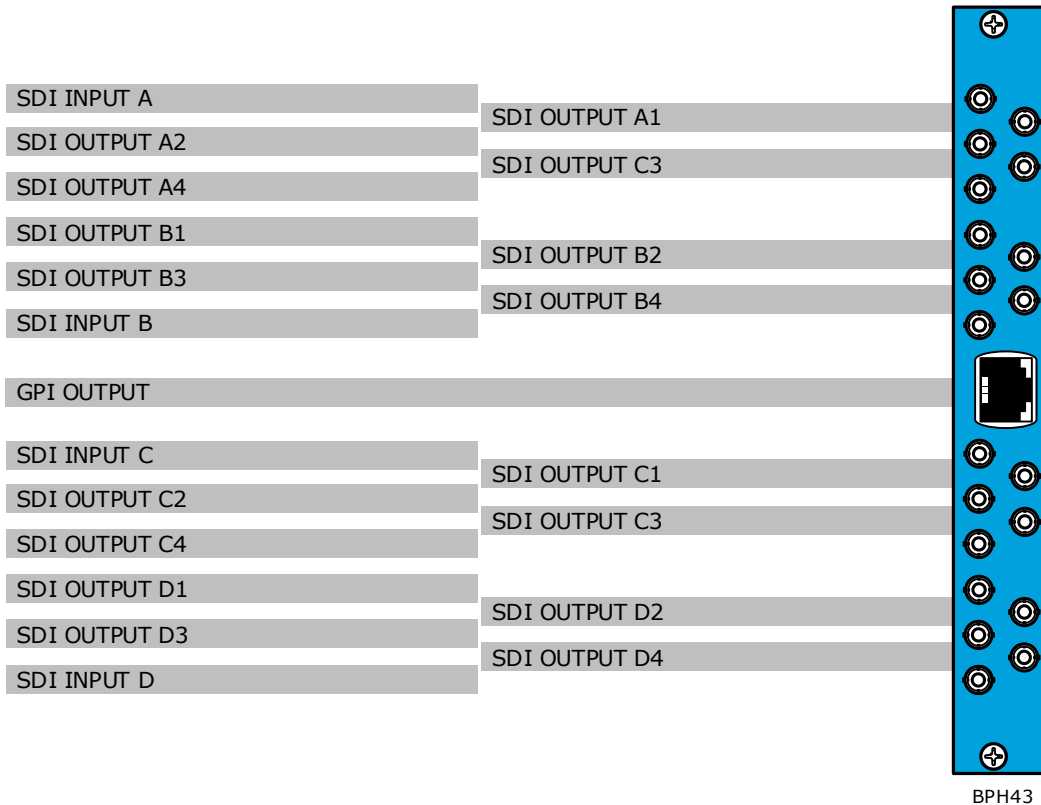 SDI INPUT A
SDI OUTPUT A1
SDI OUTPUT A2
SDI OUTPUT C3
SDI OUTPUT A4
SDI OUTPUT B1
SDI OUTPUT B2
SDI OUTPUT B3
SDI OUTPUT B4
SDI INPUT B
GPI OUTPUT
SDI INPUT C
SDI OUTPUT C1
SDI OUTPUT C2
SDI OUTPUT C3
SDI OUTPUT C4
SDI OUTPUT D1
SDI OUTPUT D2
SDI OUTPUT D3
SDI OUTPUT D4
SDI INPUT D
BPH43